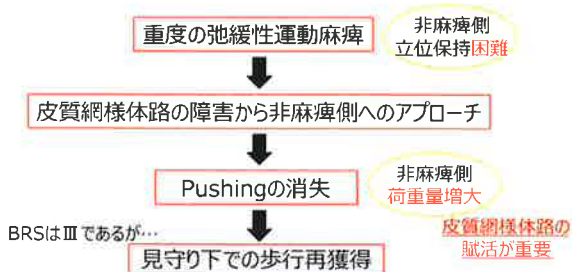 重度の弛緩性運動麻痺
非麻痺側
立位保持困難
皮質網様体路の障害から非麻痺側へのアプローチ
Pushingの消失
非麻痺側
荷重量増大
BRSはⅢであるが…
見守り下での歩行再獲得
皮質網様体路の
賦活が重要